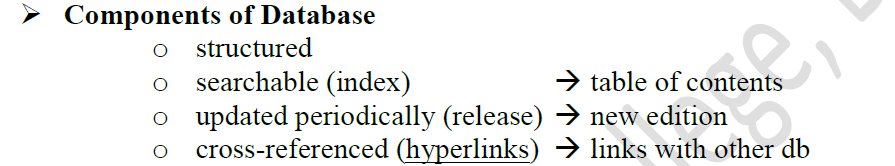 ➤ Components of Database
o structured
o searchable (index) → table of contents
o updated periodically (release) → new edition
o cross-referenced (hyperlinks) → links with other db